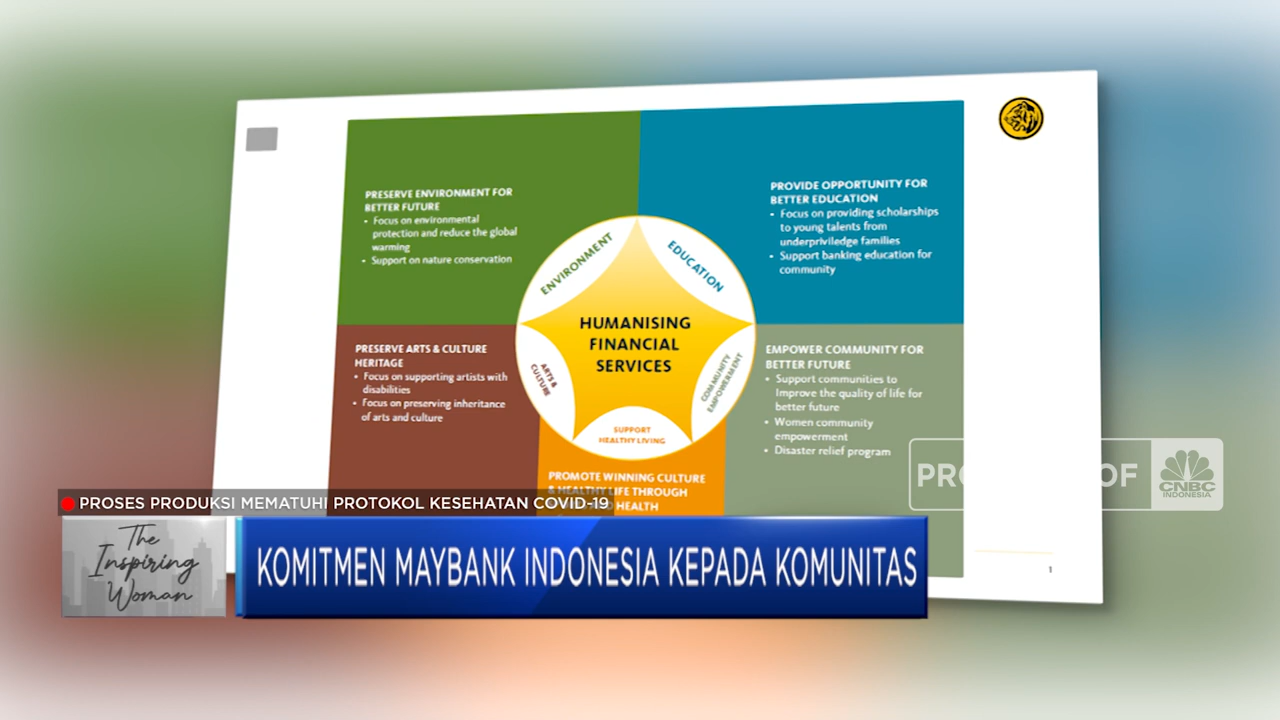 PRESERVE ENVIRONMENT FOR
BETTER FUTURE
• Focus on environmental
protection and reduce the global
warming
• Support on nature conservation
PROVIDE OPPORTUNITY FOR
BETTER EDUCATION
• Focus on providing scholarships
to young talents from
underpriviledge families
• Support banking education for
community
ENVIRONMENT
EDUCATION
HUMANISING
FINANCIAL
SERVICES
ARTS &
CULTURE
COMMUNITY
EMPOWERMENT
SUPPORT
HEALTHY LIVING
PRESERVE ARTS & CULTURE
HERITAGE
• Focus on supporting artists with
disabilities
• Focus on preserving inheritance
of arts and culture
EMPOWER COMMUNITY FOR
BETTER FUTURE
• Support communities to
Improve the quality of life for
better future
• Women community
empowerment
• Disaster relief program
PROMOTE WINNING CULTURE
& HEALTHY LIFE THROUGH
HEALTH
OF
CNBC
INDONESIA
PROSES PRODUKSI MEMATUHI PROTOKOL KESEHATAN COVID-19
The
Inspiring
Woman
KOMITMEN MAYBANK INDONESIA KEPADA KOMUNITAS
1